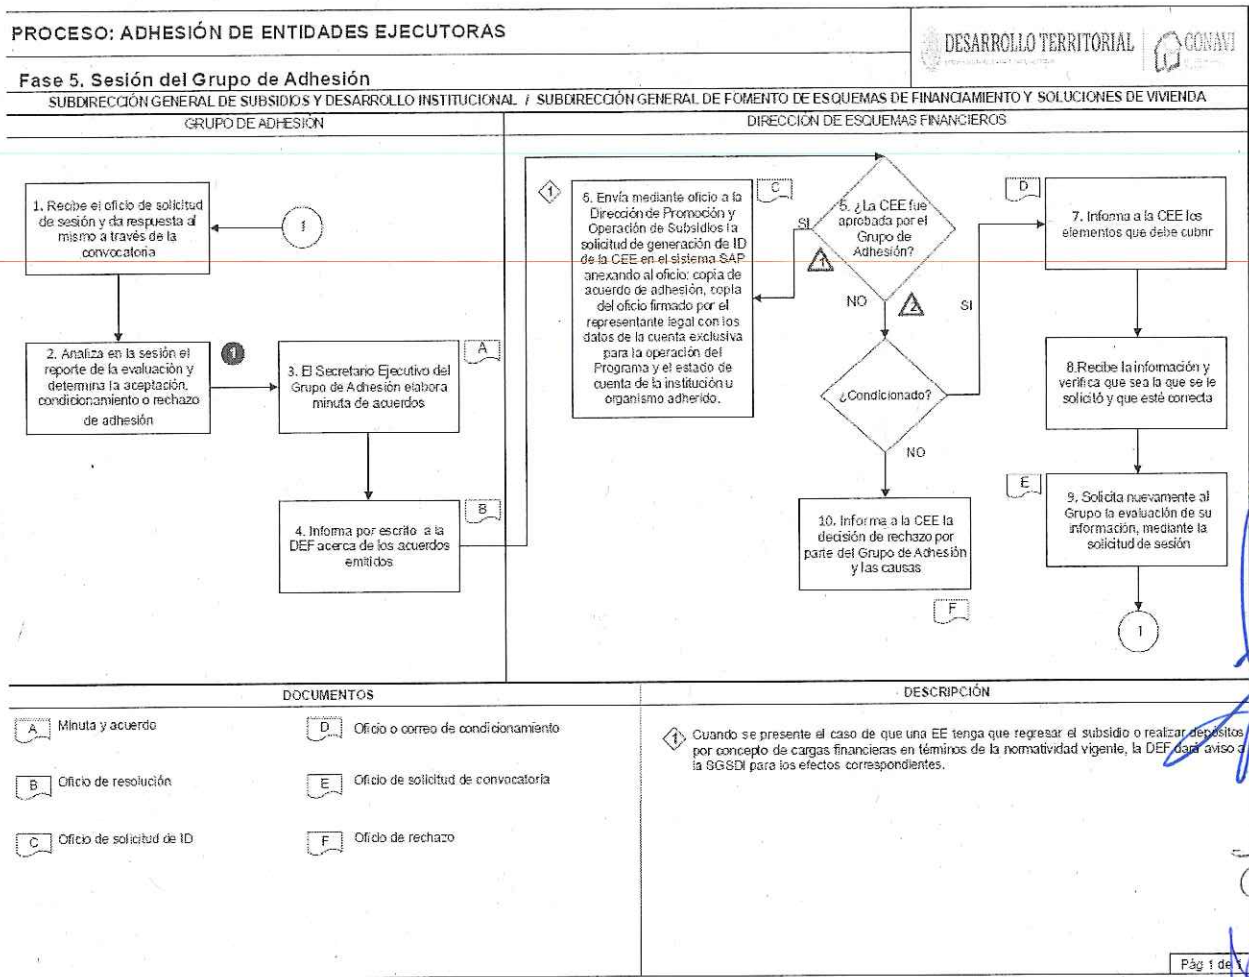 PROCESO: ADHESIÓN DE ENTIDADES EJECUTORAS
DESARROLLO TERRITORIAL
CONAVI
Fase 5. Sesión del Grupo de Adhesión
SUBDIRECCIÓN GENERAL DE SUBSIDIOS Y DESARROLLO INSTITUCIONAL / SUBDIRECCIÓN GENERAL DE FOMENTO DE ESQUEMAS DE FINANCIAMIENTO Y SOLUCIONES DE VIVIENDA
GRUPO DE ADHESIÓN
DIRECCIÓN DE ESQUEMAS FINANCIEROS
1. Recibe el oficio de solicitud
de sesión y da respuesta al
mismo a través de la
convocatoria
1
2. Analiza en la sesión el
reporte de la evaluación y
determina la aceptación,
condicionamiento o rechazo
de adhesión
1
3. El Secretario Ejecutivo del
Grupo de Adhesión elabora
minuta de acuerdos
A
4. Informa por escrito a la
DEF acerca de los acuerdos
emitidos
B
1
6. Envía mediante oficio a la
Dirección de Promoción y
Operación de Subsidios la
solicitud de generación de ID
de la CEE en el sistema SAP
anexando al oficio: copia de
acuerdo de adhesión, copia
del oficio firmado por el
representante legal con los
datos de la cuenta exclusiva
para la operación del
Programa y el estado de
cuenta de la institución u
organismo adherido.
C
5. ¿La CEE fue
aprobada por el
Grupo de
Adhesión?
SI
1
NO
2
SI
¿Condicionado?
NO
10. Informa a la CEE la
decisión de rechazo por
parte del Grupo de Adhesión
y las causas
F
D
7. Informa a la CEE los
elementos que debe cubrir
8. Recibe la información y
verifica que sea la que se le
solicitó y que esté correcta
E
9. Solicita nuevamente al
Grupo la evaluación de su
información, mediante la
solicitud de sesión
1
DOCUMENTOS
A Minuta y acuerdo
B Oficio de resolución
C Oficio de solicitud de ID
D Oficio o correo de condicionamiento
E Oficio de solicitud de convocatoria
F Oficio de rechazo
DESCRIPCIÓN
1 Cuando se presente el caso de que una EE tenga que regresar el subsidio o realizar depósitos
por concepto de cargas financieras en términos de la normatividad vigente, la DEF dará aviso a
la SGSDI para los efectos correspondientes.
Pág 1 de 1